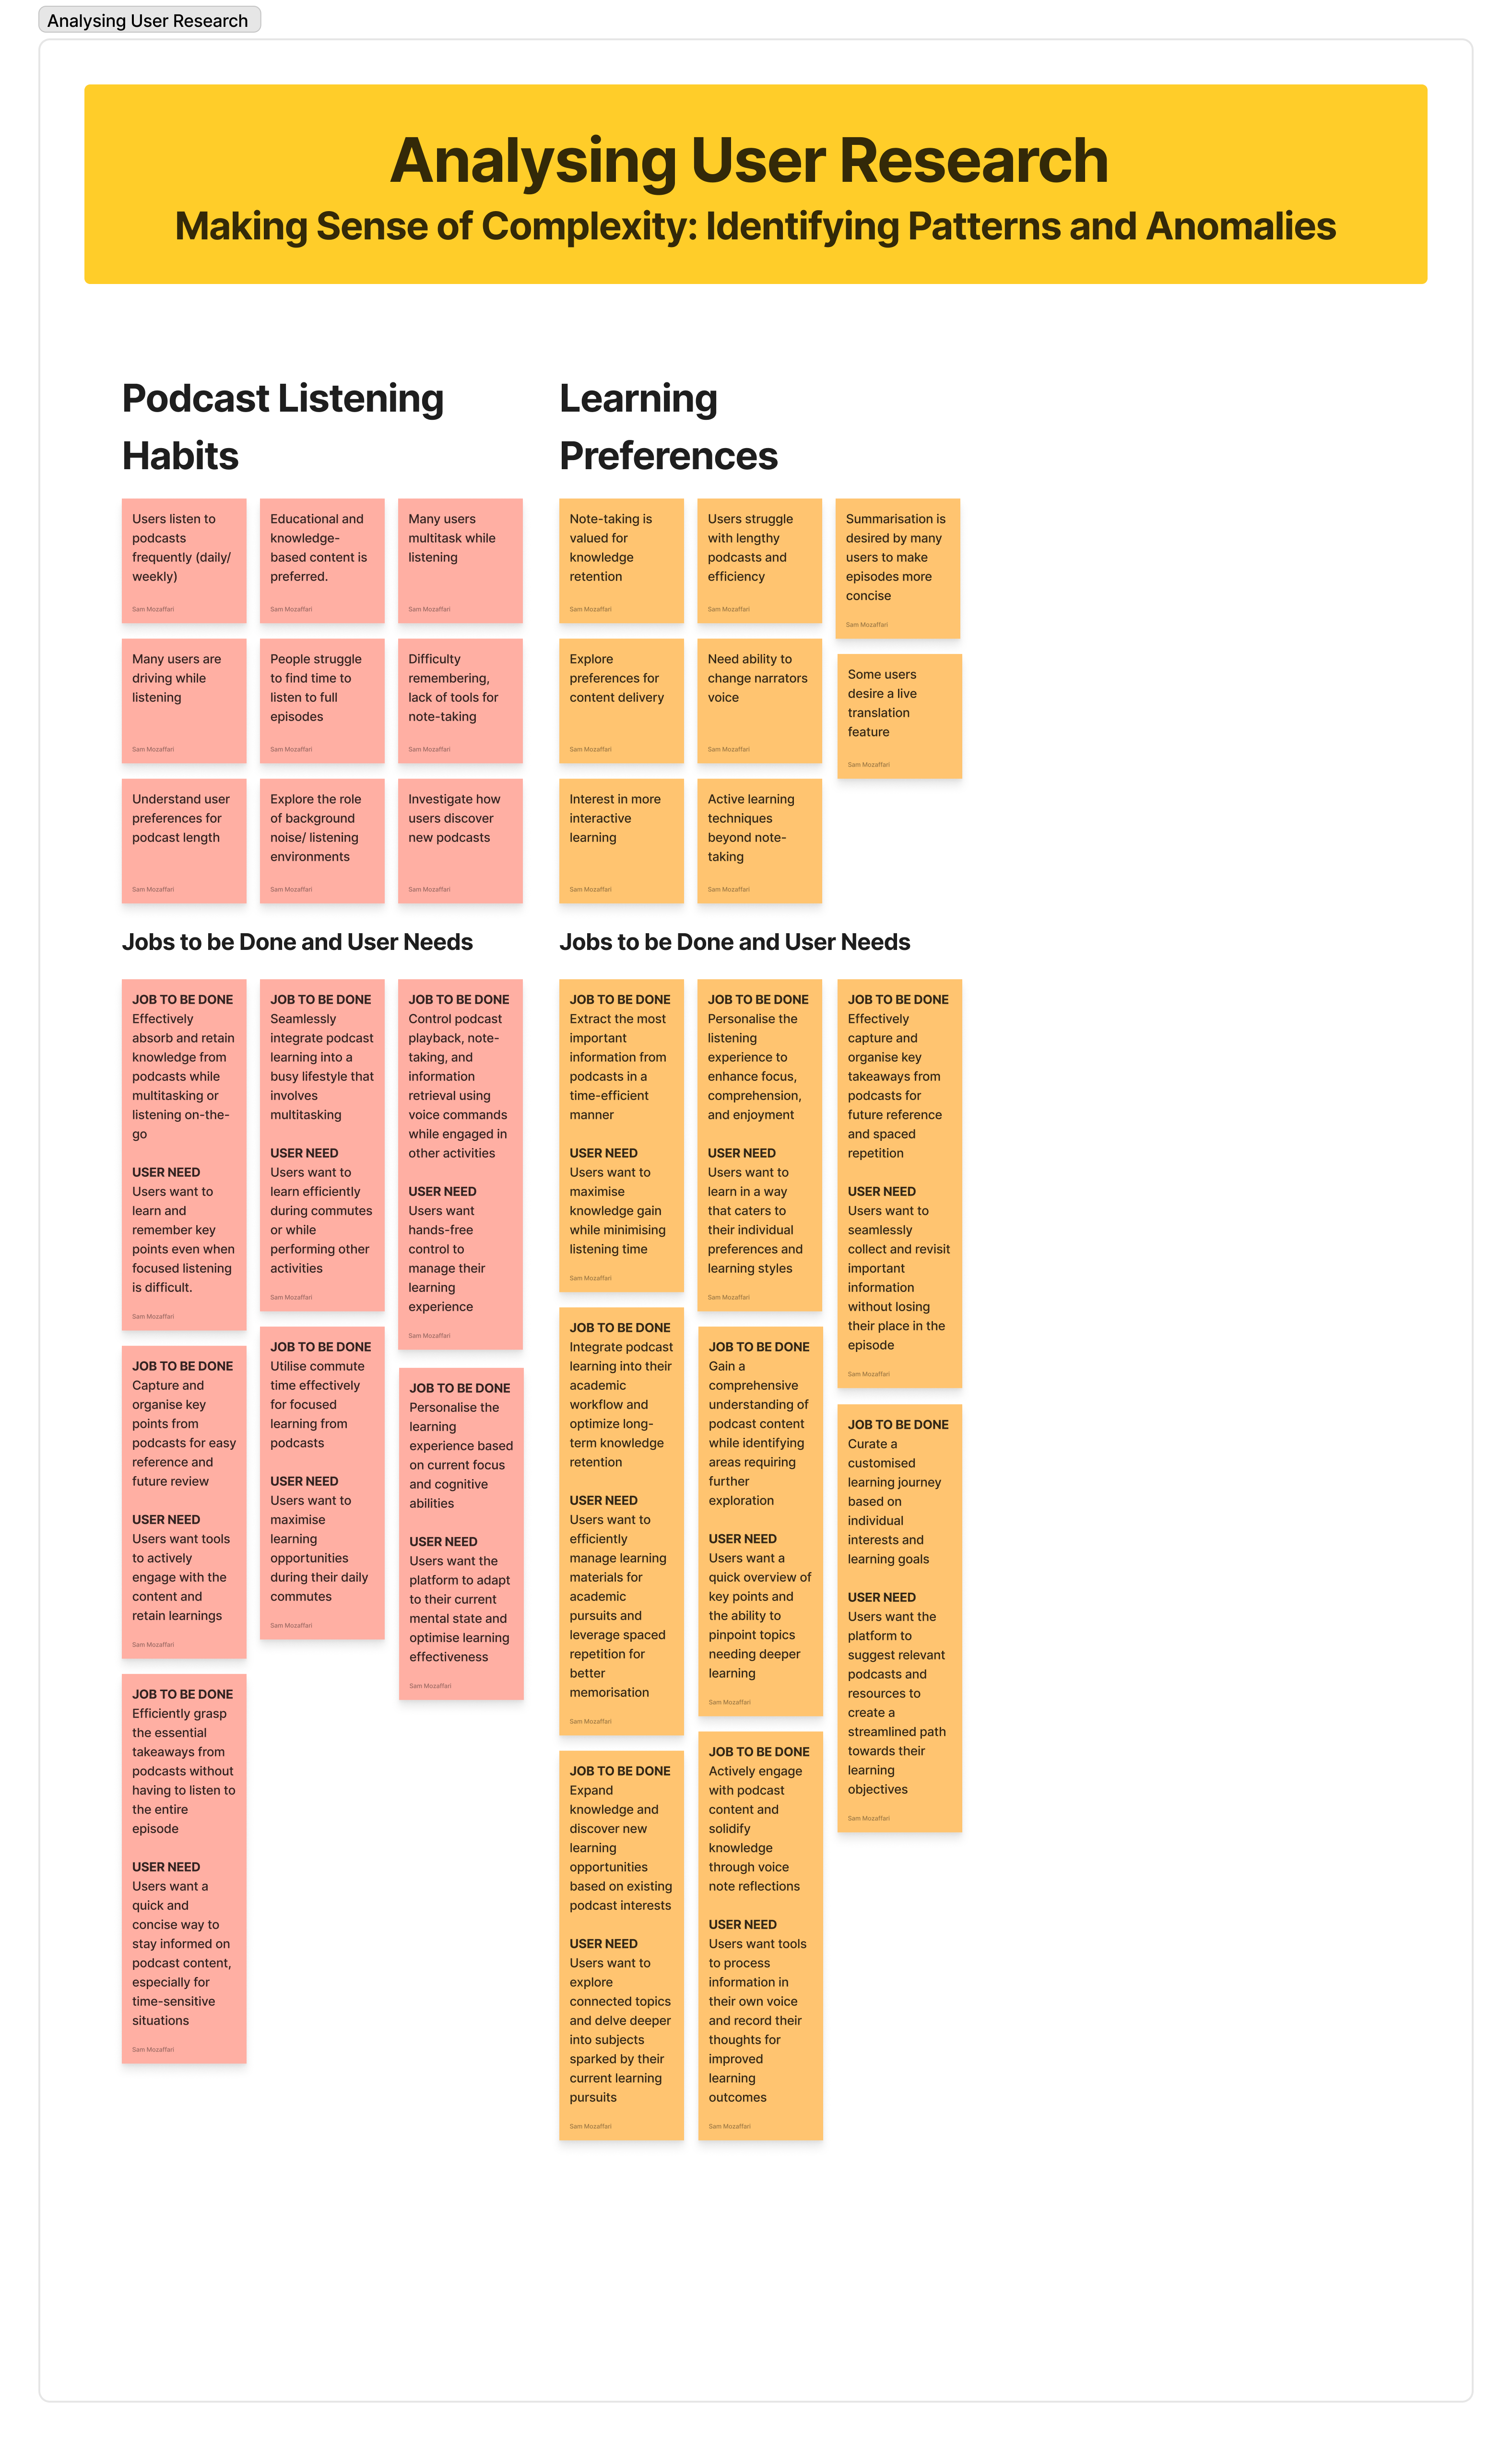 Analysing User Research
Analysing User Research
Making Sense of Complexity: Identifying Patterns and Anomalies
Podcast Listening
Habits
Users listen to
podcasts
frequently (daily/
weekly)
Sam Mozaffari
Educational and
knowledge-
based content is
preferred.
Sam Mozaffari
Many users
multitask while
listening
Sam Mozaffari
Many users are
driving while
listening
Sam Mozaffari
People struggle
to find time to
listen to full
episodes
Sam Mozaffari
Difficulty
remembering,
lack of tools for
note-taking
Sam Mozaffari
Understand user
preferences for
podcast length
Sam Mozaffari
Explore the role
of background
noise/ listening
environments
Sam Mozaffari
Investigate how
users discover
new podcasts
Sam Mozaffari
Jobs to be Done and User Needs
JOB TO BE DONE
Effectively
absorb and retain
knowledge from
podcasts while
multitasking or
listening on-the-
go
USER NEED
Users want to
learn and
remember key
points even when
focused listening
is difficult.
Sam Mozaffari
JOB TO BE DONE
Seamlessly
integrate podcast
learning into a
busy lifestyle that
involves
multitasking
USER NEED
Users want to
learn efficiently
during commutes
or while
performing other
activities
Sam Mozaffari
JOB TO BE DONE
Control podcast
playback, note-
taking, and
information
retrieval using
voice commands
while engaged in
other activities
USER NEED
Users want
hands-free
control to
manage their
learning
experience
Sam Mozaffari
JOB TO BE DONE
Capture and
organise key
points from
podcasts for easy
reference and
future review
USER NEED
Users want tools
to actively
engage with the
content and
retain learnings
Sam Mozaffari
JOB TO BE DONE
Utilise commute
time effectively
for focused
learning from
podcasts
USER NEED
Users want to
maximise
learning
opportunities
during their daily
commutes
Sam Mozaffari
JOB TO BE DONE
Personalise the
learning
experience based
on current focus
and cognitive
abilities
USER NEED
Users want the
platform to adapt
to their current
mental state and
optimise learning
effectiveness
Sam Mozaffari
JOB TO BE DONE
Efficiently grasp
the essential
takeaways from
podcasts without
having to listen to
the entire
episode
USER NEED
Users want a
quick and
concise way to
stay informed on
podcast content,
especially for
time-sensitive
situations
Sam Mozaffari
Learning
Preferences
Note-taking is
valued for
knowledge
retention
Sam Mozaffari
Users struggle
with lengthy
podcasts and
efficiency
Sam Mozaffari
Summarisation is
desired by many
users to make
episodes more
concise
Sam Mozaffari
Explore
preferences for
content delivery
Sam Mozaffari
Need ability to
change narrators
voice
Sam Mozaffari
Some users
desire a live
translation
feature
Sam Mozaffari
Interest in more
interactive
learning
Sam Mozaffari
Active learning
techniques
beyond note-
taking
Sam Mozaffari
Jobs to be Done and User Needs
JOB TO BE DONE
Extract the most
important
information from
podcasts in a
time-efficient
manner
USER NEED
Users want to
maximise
knowledge gain
while minimising
listening time
Sam Mozaffari
JOB TO BE DONE
Personalise the
listening
experience to
enhance focus,
comprehension,
and enjoyment
USER NEED
Users want to
learn in a way
that caters to
their individual
preferences and
learning styles
Sam Mozaffari
JOB TO BE DONE
Effectively
capture and
organise key
takeaways from
podcasts for
future reference
and spaced
repetition
USER NEED
Users want to
seamlessly
collect and revisit
important
information
without losing
their place in the
episode
Sam Mozaffari
JOB TO BE DONE
Integrate podcast
learning into their
academic
workflow and
optimize long-
term knowledge
retention
USER NEED
Users want to
efficiently
manage learning
materials for
academic
pursuits and
leverage spaced
repetition for
better
memorisation
Sam Mozaffari
JOB TO BE DONE
Gain a
comprehensive
understanding of
podcast content
while identifying
areas requiring
further
exploration
USER NEED
Users want a
quick overview of
key points and
the ability to
pinpoint topics
needing deeper
learning
Sam Mozaffari
JOB TO BE DONE
Curate a
customised
learning journey
based on
individual
interests and
learning goals
USER NEED
Users want the
platform to
suggest relevant
podcasts and
resources to
create a
streamlined path
towards their
learning
objectives
Sam Mozaffari
JOB TO BE DONE
Expand
knowledge and
discover new
learning
opportunities
based on existing
podcast interests
USER NEED
Users want to
explore
connected topics
and delve deeper
into subjects
sparked by their
current learning
pursuits
Sam Mozaffari
JOB TO BE DONE
Actively engage
with podcast
content and
solidify
knowledge
through voice
note reflections
USER NEED
Users want tools
to process
information in
their own voice
and record their
thoughts for
improved
learning
outcomes
Sam Mozaffari